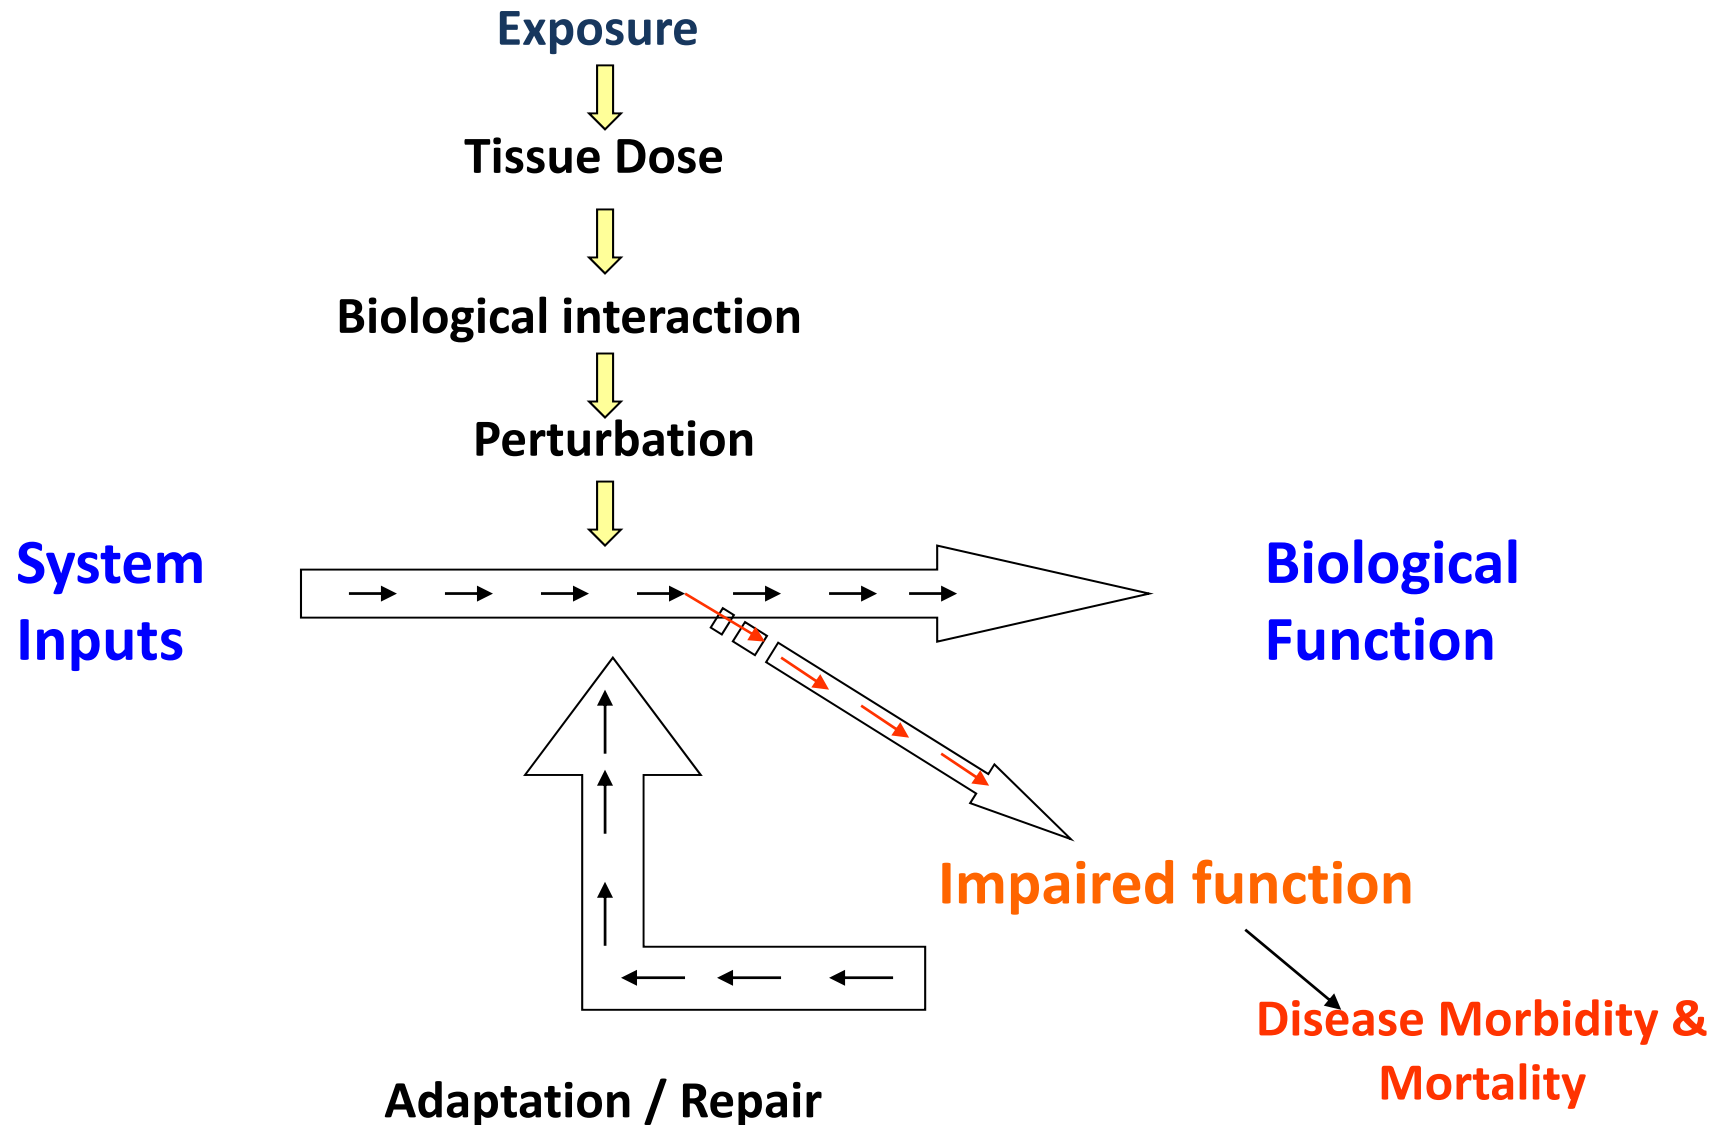 Exposure
Tissue Dose
Biological interaction
Perturbation
System
Inputs
Biological
Function
Impaired function
Disease Morbidity &
Mortality
Adaptation / Repair